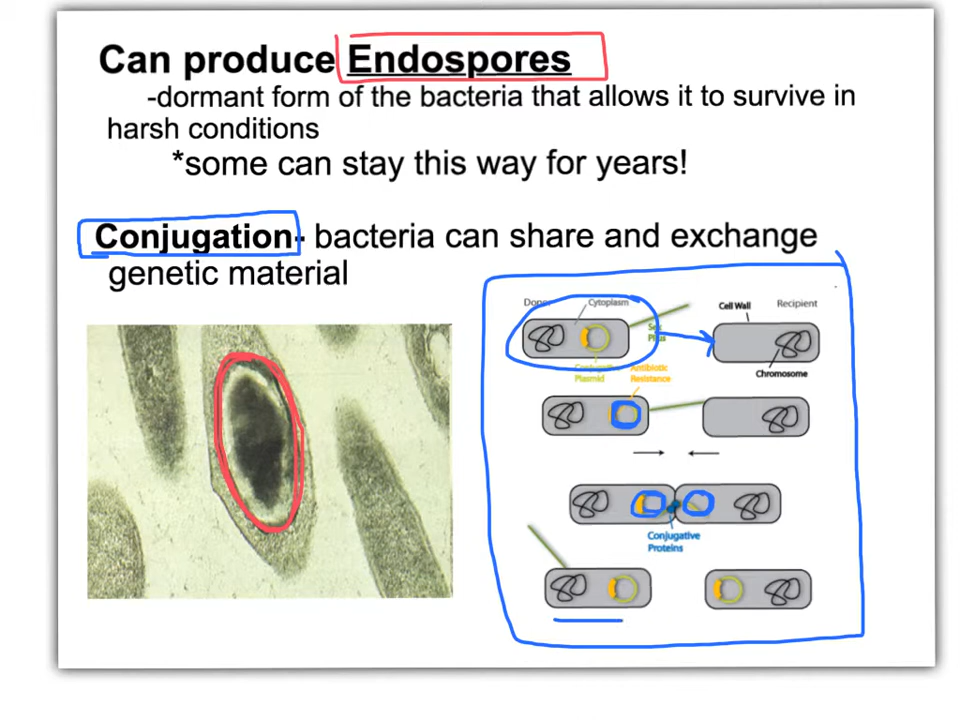 Can produce Endospores
-dormant form of the bacteria that allows it to survive in
harsh conditions
*some can stay this way for years!
Conjugation- bacteria can share and exchange
genetic material
Cytoplasm
Cell Wall
Recipient
Chromosome
Plasmid
Antibiotic
Resistance
Conjugative
Proteins